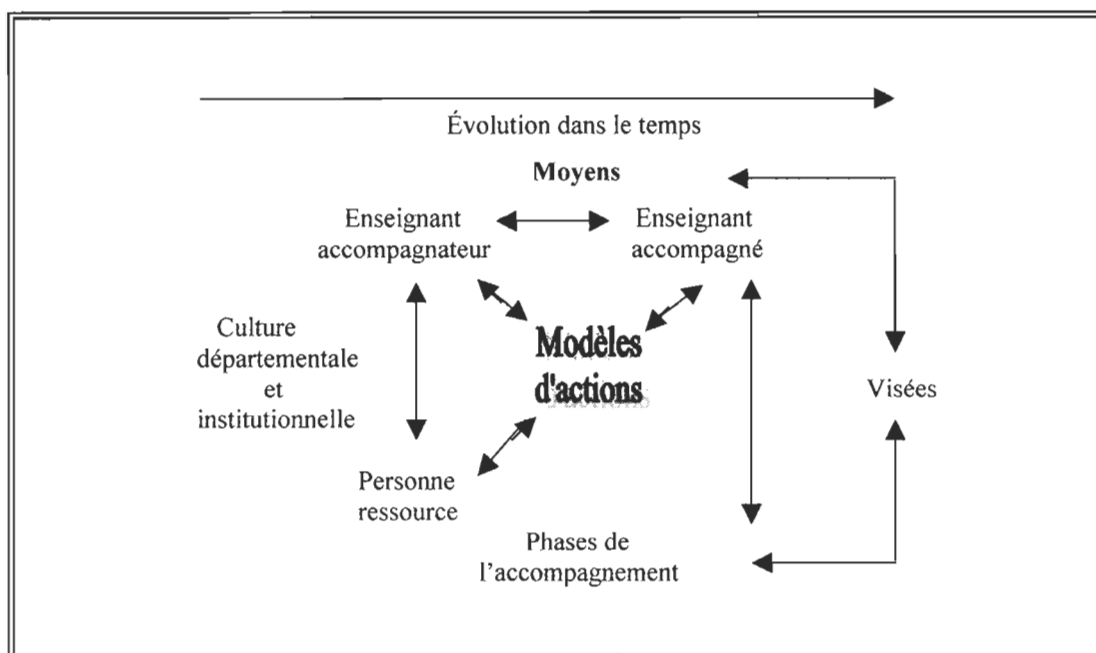 Évolution dans le temps
Moyens
Enseignant
accompagnateur
Enseignant
accompagné
Culture
départementale
et
institutionnelle
Modèles
d'actions
Visées
Personne
ressource
Phases de
l'accompagnement